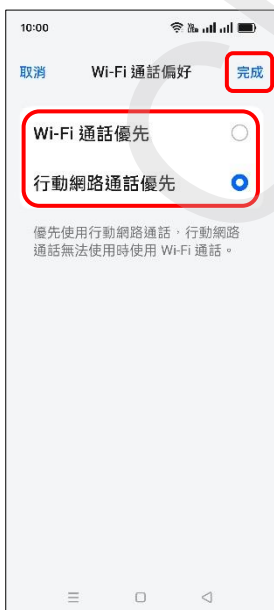 10:00
取消 Wi-Fi 通話偏好 完成
Wi-Fi 通話優先
行動網路通話優先
優先使用行動網路通話，行動網路
通話無法使用時使用 Wi-Fi 通話。